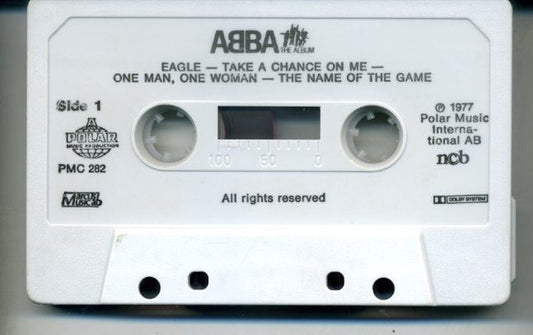 ABBA
THE ALBUM
EAGLE — TAKE A CHANCE ON ME —
ONE MAN, ONE WOMAN — THE NAME OF THE GAME
Side 1
POLAR
MUSIC PRODUCTION
PMC 282
100 50 0
℗ 1977
Polar Music
Interna-
tional AB
ncb
All rights reserved
DOLBY SYSTEM